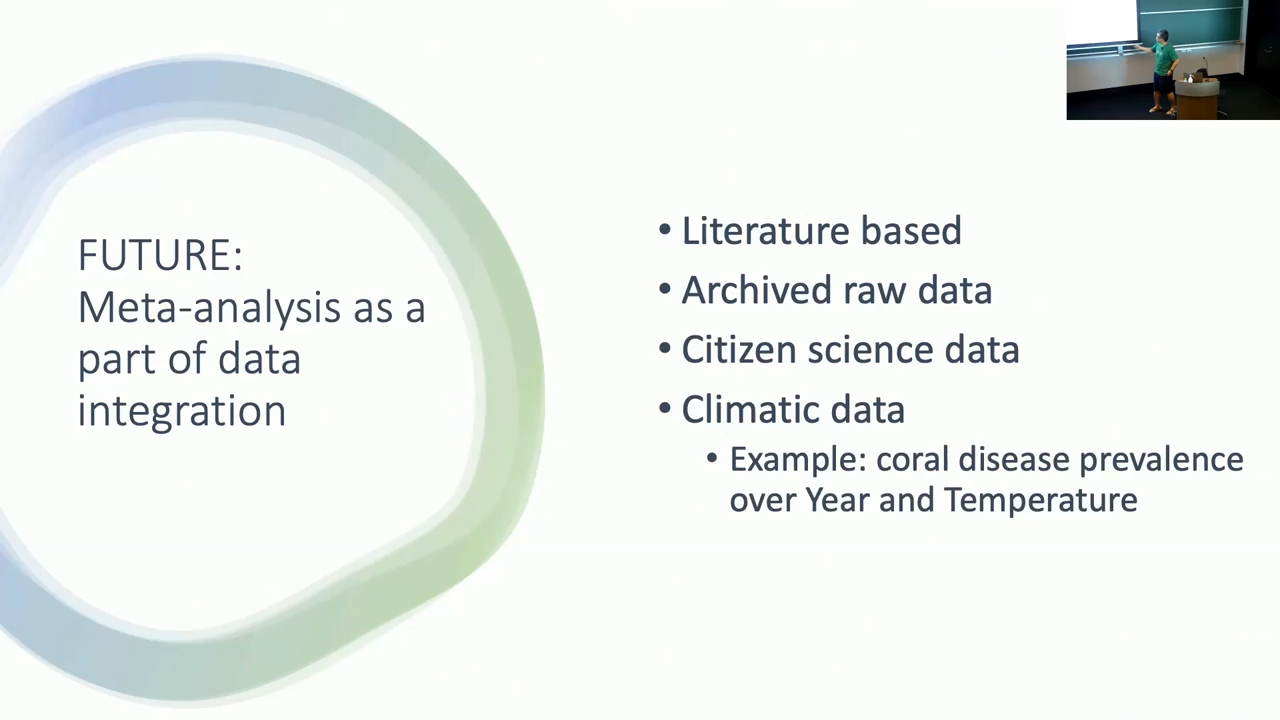 FUTURE:
Meta-analysis as a
part of data
integration
• Literature based
• Archived raw data
• Citizen science data
• Climatic data
• Example: coral disease prevalence
over Year and Temperature